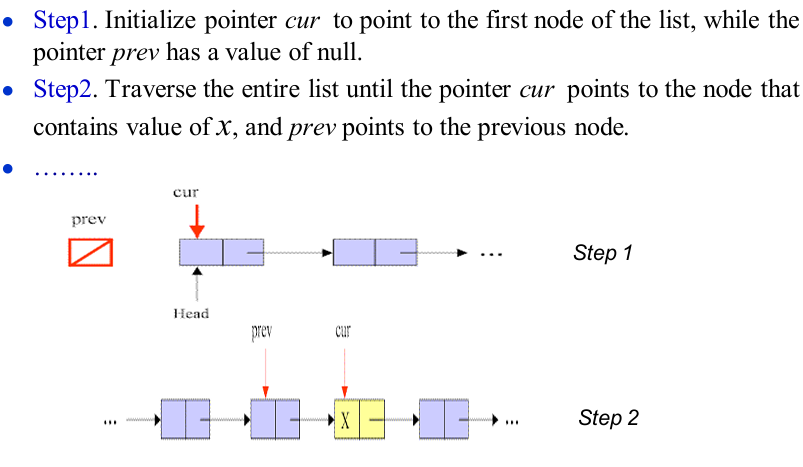 • Step1. Initialize pointer cur to point to the first node of the list, while the
pointer prev has a value of null.
• Step2. Traverse the entire list until the pointer cur points to the node that
contains value of x, and prev points to the previous node.
• ........
cur
prev
... Step 1
Head
prev cur
... X ... Step 2